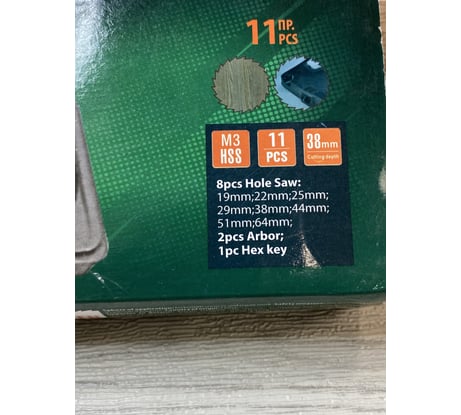 11 ПР.
PCS
M3
HSS
11
PCS
38mm
Cutting depth
8pcs Hole Saw:
19mm;22mm;25mm;
29mm;38mm;44mm;
51mm;64mm;
2pcs Arbor;
1pc Hex key